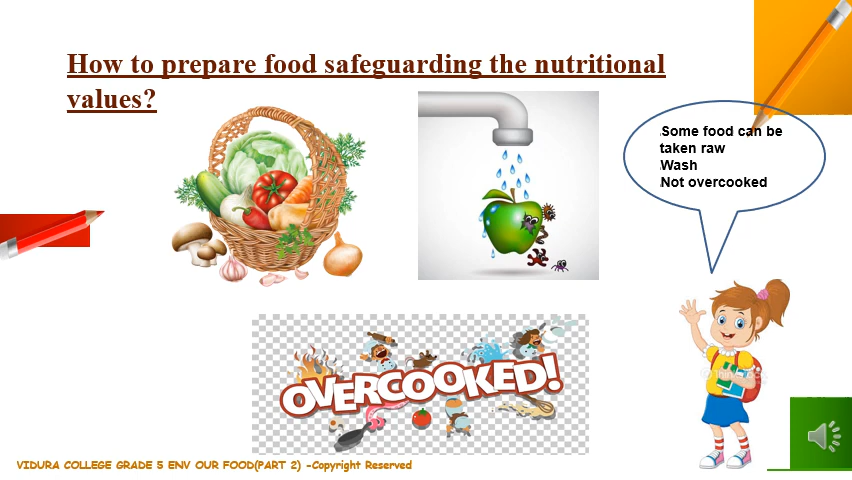 How to prepare food safeguarding the nutritional
values?
Some food can be
taken raw
Wash
Not overcooked
OVERCOOKED!
VIDURA COLLEGE GRADE 5 ENV OUR FOOD(PART 2) -Copyright Reserved